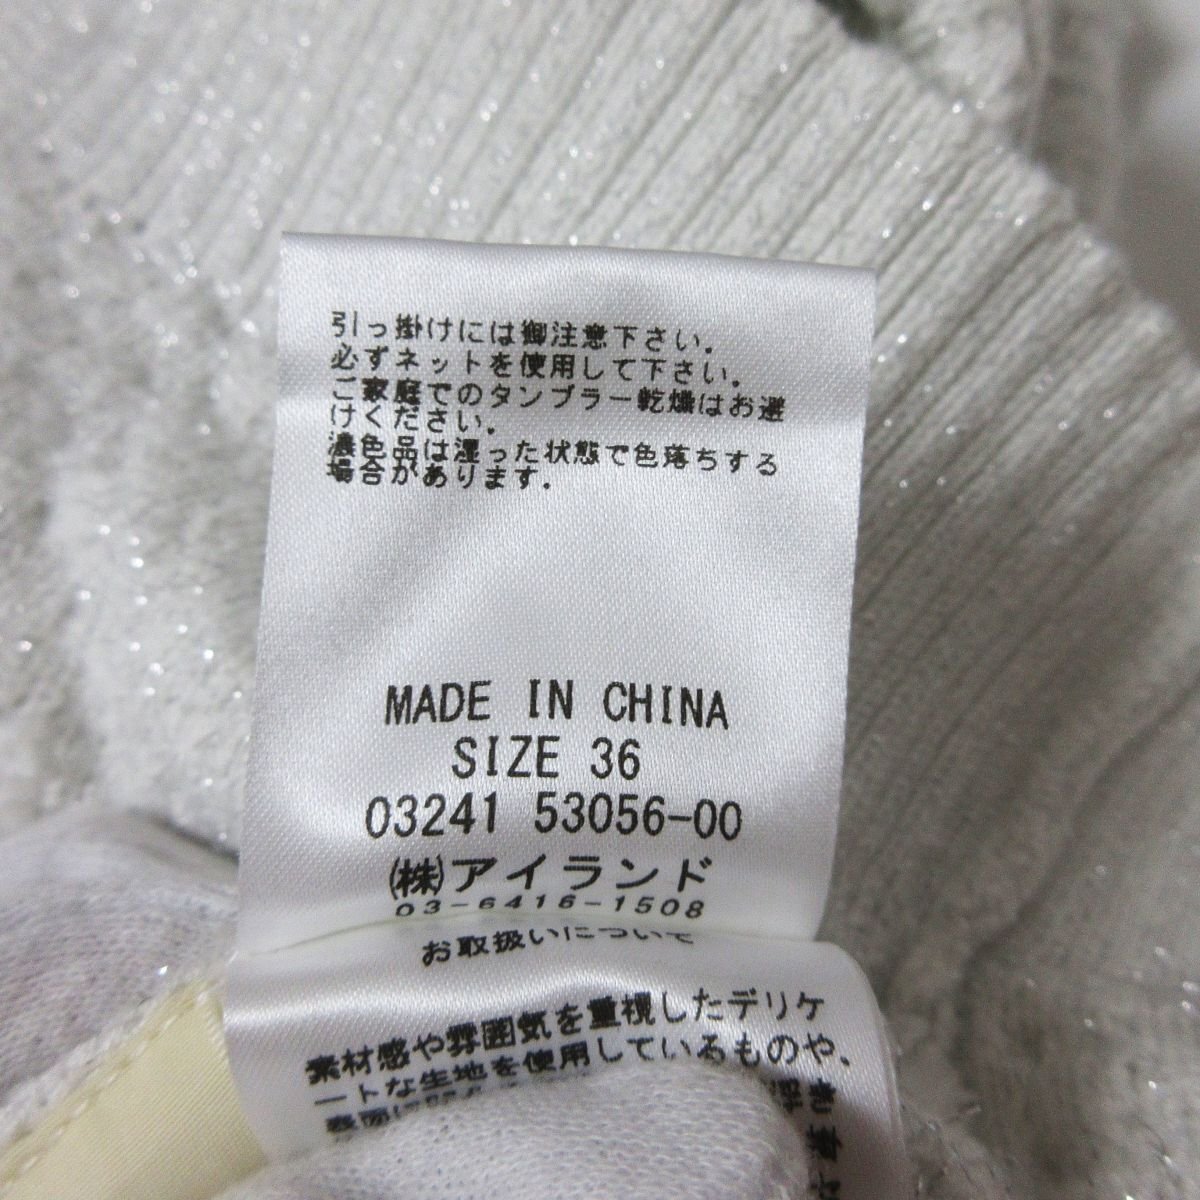 引っ掛けには御注意下さい.
必ずネットを使用して下さい.
ご家庭でのタンブラー乾燥はお避
けください.
濃色品は湿った状態で色落ちする
場合があります.
MADE IN CHINA
SIZE 36
03241 53056-00
㈱アイランド
03-6416-1508
お取扱いについて
素材感や雰囲気を重視したデリケ
ートな生地を使用しているものや、